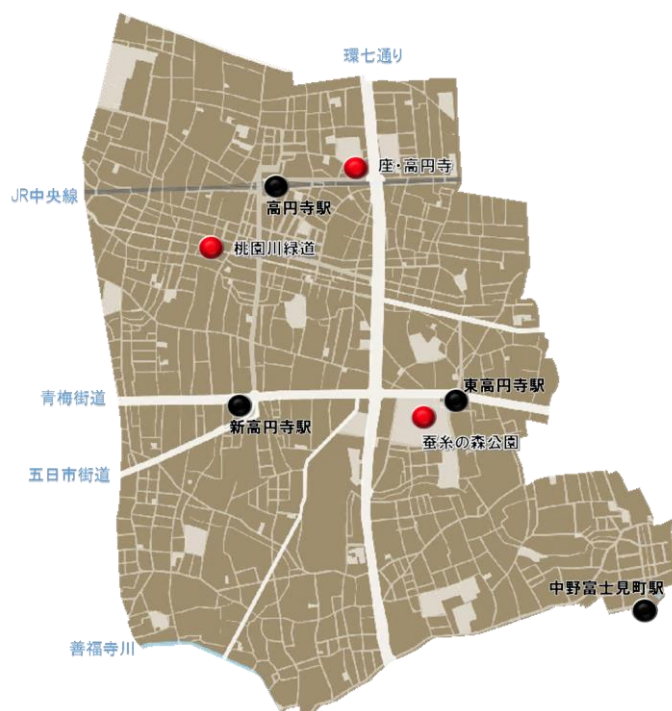 環七通り
座・高円寺
JR中央線
高円寺駅
桃園川緑道
東高円寺駅
青梅街道
新高円寺駅
蚕糸の森公園
五日市街道
中野富士見町駅
善福寺川